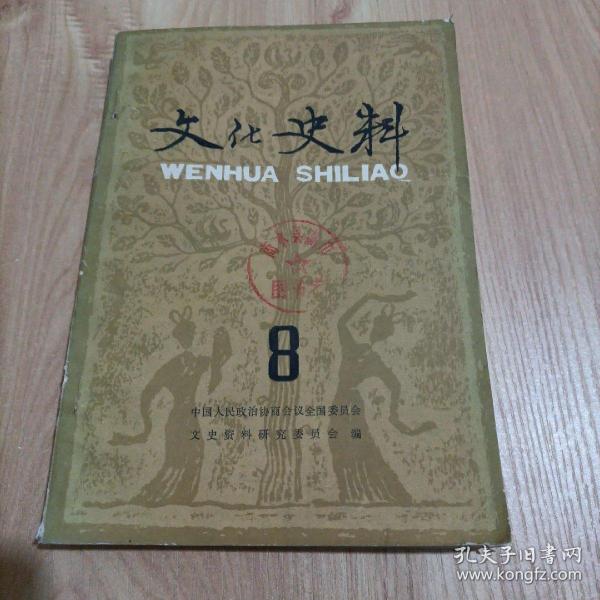 文化史料
WENHUA SHILIAO
8
中国人民政治协商会议全国委员会
文史资料研究委员会 编
孔夫子旧书网
www.kongfz.com